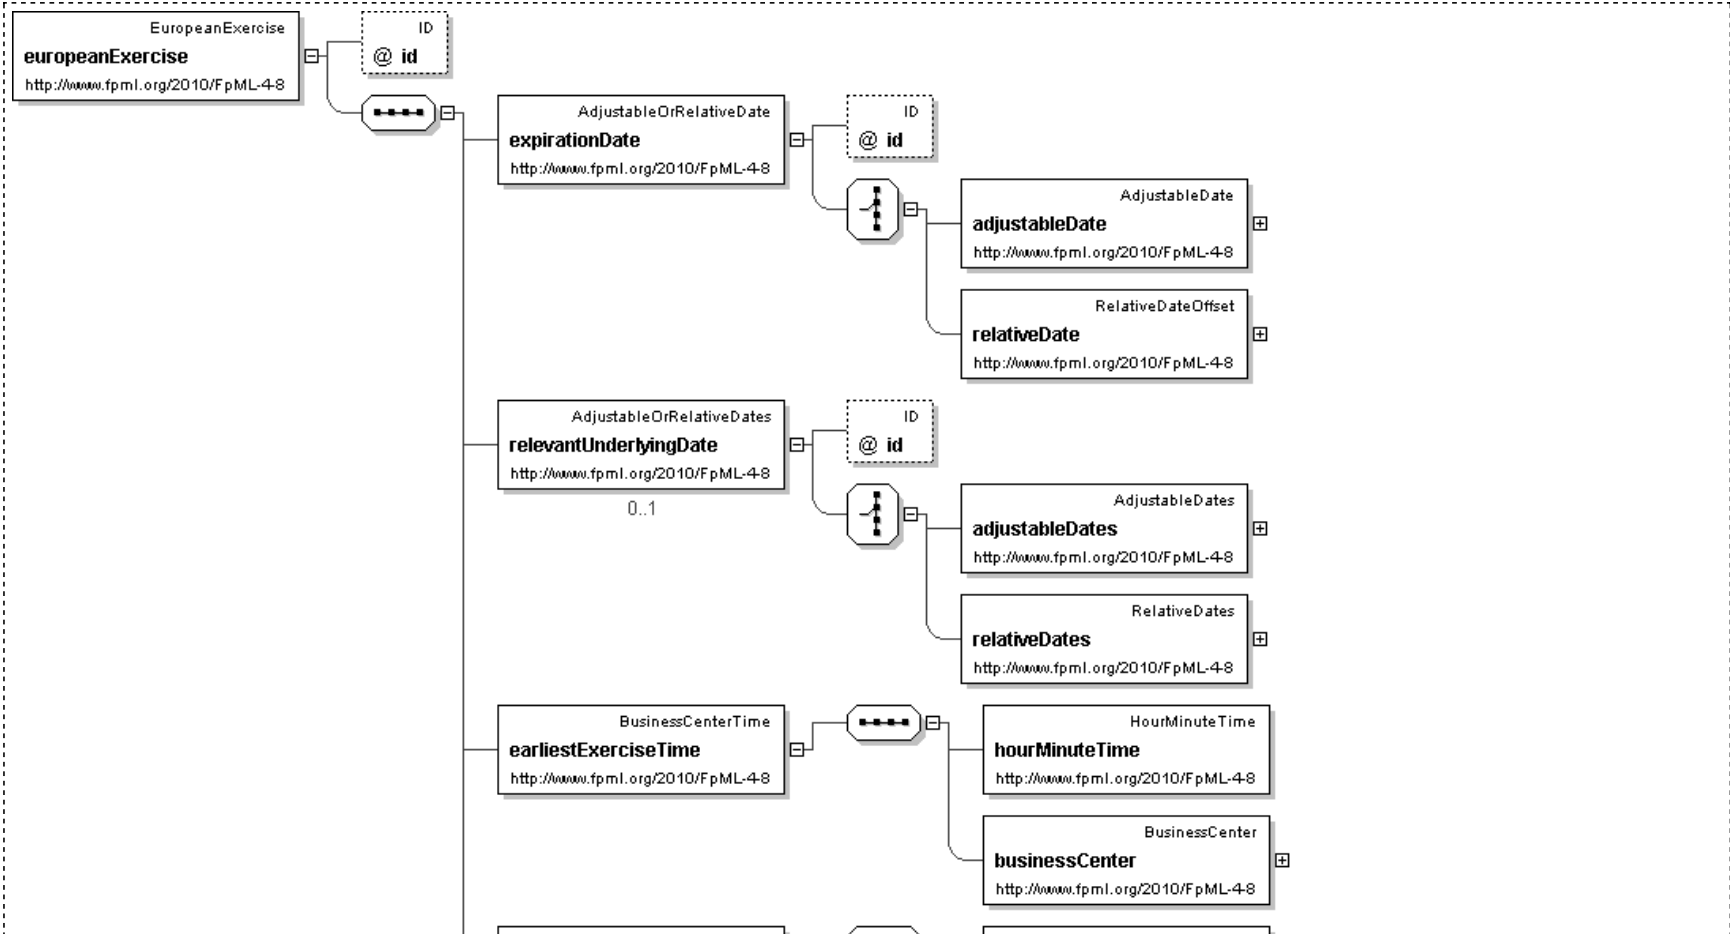 EuropeanExercise
europeanExercise
http://www.fpml.org/2010/FpML-4-8
ID
@ id
AdjustableOrRelativeDate
expirationDate
http://www.fpml.org/2010/FpML-4-8
ID
@ id
AdjustableDate
adjustableDate
http://www.fpml.org/2010/FpML-4-8
RelativeDateOffset
relativeDate
http://www.fpml.org/2010/FpML-4-8
AdjustableOrRelativeDates
relevantUnderlyingDate
http://www.fpml.org/2010/FpML-4-8
0..1
ID
@ id
AdjustableDates
adjustableDates
http://www.fpml.org/2010/FpML-4-8
RelativeDates
relativeDates
http://www.fpml.org/2010/FpML-4-8
BusinessCenterTime
earliestExerciseTime
http://www.fpml.org/2010/FpML-4-8
HourMinuteTime
hourMinuteTime
http://www.fpml.org/2010/FpML-4-8
BusinessCenter
businessCenter
http://www.fpml.org/2010/FpML-4-8